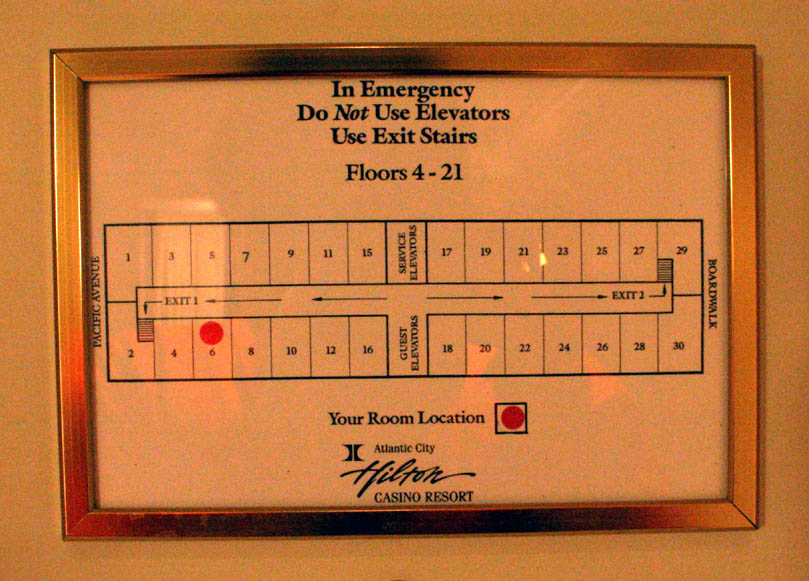 In Emergency
Do Not Use Elevators
Use Exit Stairs
Floors 4 - 21
PACIFIC AVENUE
1 3 5 7 9 11 15 SERVICE ELEVATORS 17 19 21 23 25 27 29
EXIT 1
EXIT 2
BOARDWALK
2 4 6 8 10 12 16 GUEST ELEVATORS 18 20 22 24 26 28 30
Your Room Location
Atlantic City
Hilton
CASINO RESORT